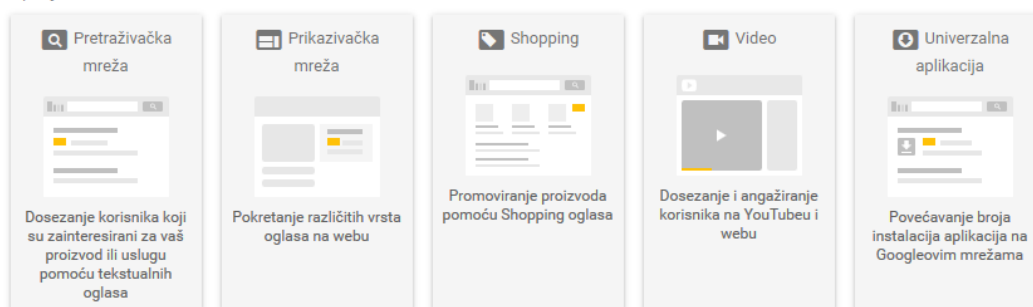 Pretraživačka
mreža
Dosezanje korisnika koji
su zainteresirani za vaš
proizvod ili uslugu
pomoću tekstualnih
oglasa
Prikazivačka
mreža
Pokretanje različitih vrsta
oglasa na webu
Shopping
Promoviranje proizvoda
pomoću Shopping oglasa
Video
Dosezanje i angažiranje
korisnika na YouTubeu i
webu
Univerzalna
aplikacija
Povećavanje broja
instalacija aplikacija na
Googleovim mrežama